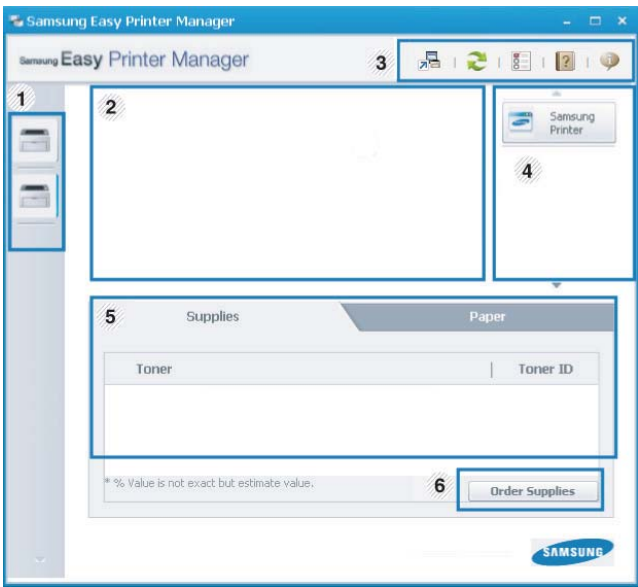 Samsung Easy Printer Manager
Samsung Easy Printer Manager
3
1
2
Samsung
Printer
4
5
Supplies
Paper
Toner
Toner ID
* % Value is not exact but estimate value.
6
Order Supplies
SAMSUNG